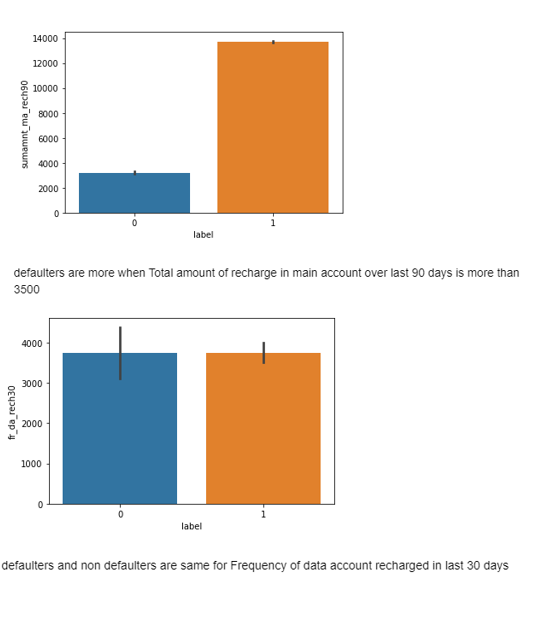 14000
12000
10000
8000
6000
4000
2000
0
sumamnt_ma_rech90
0 1
label
defaulters are more when Total amount of recharge in main account over last 90 days is more than
3500
4000
3000
2000
1000
0
fr_da_rech30
0 1
label
defaulters and non defaulters are same for Frequency of data account recharged in last 30 days